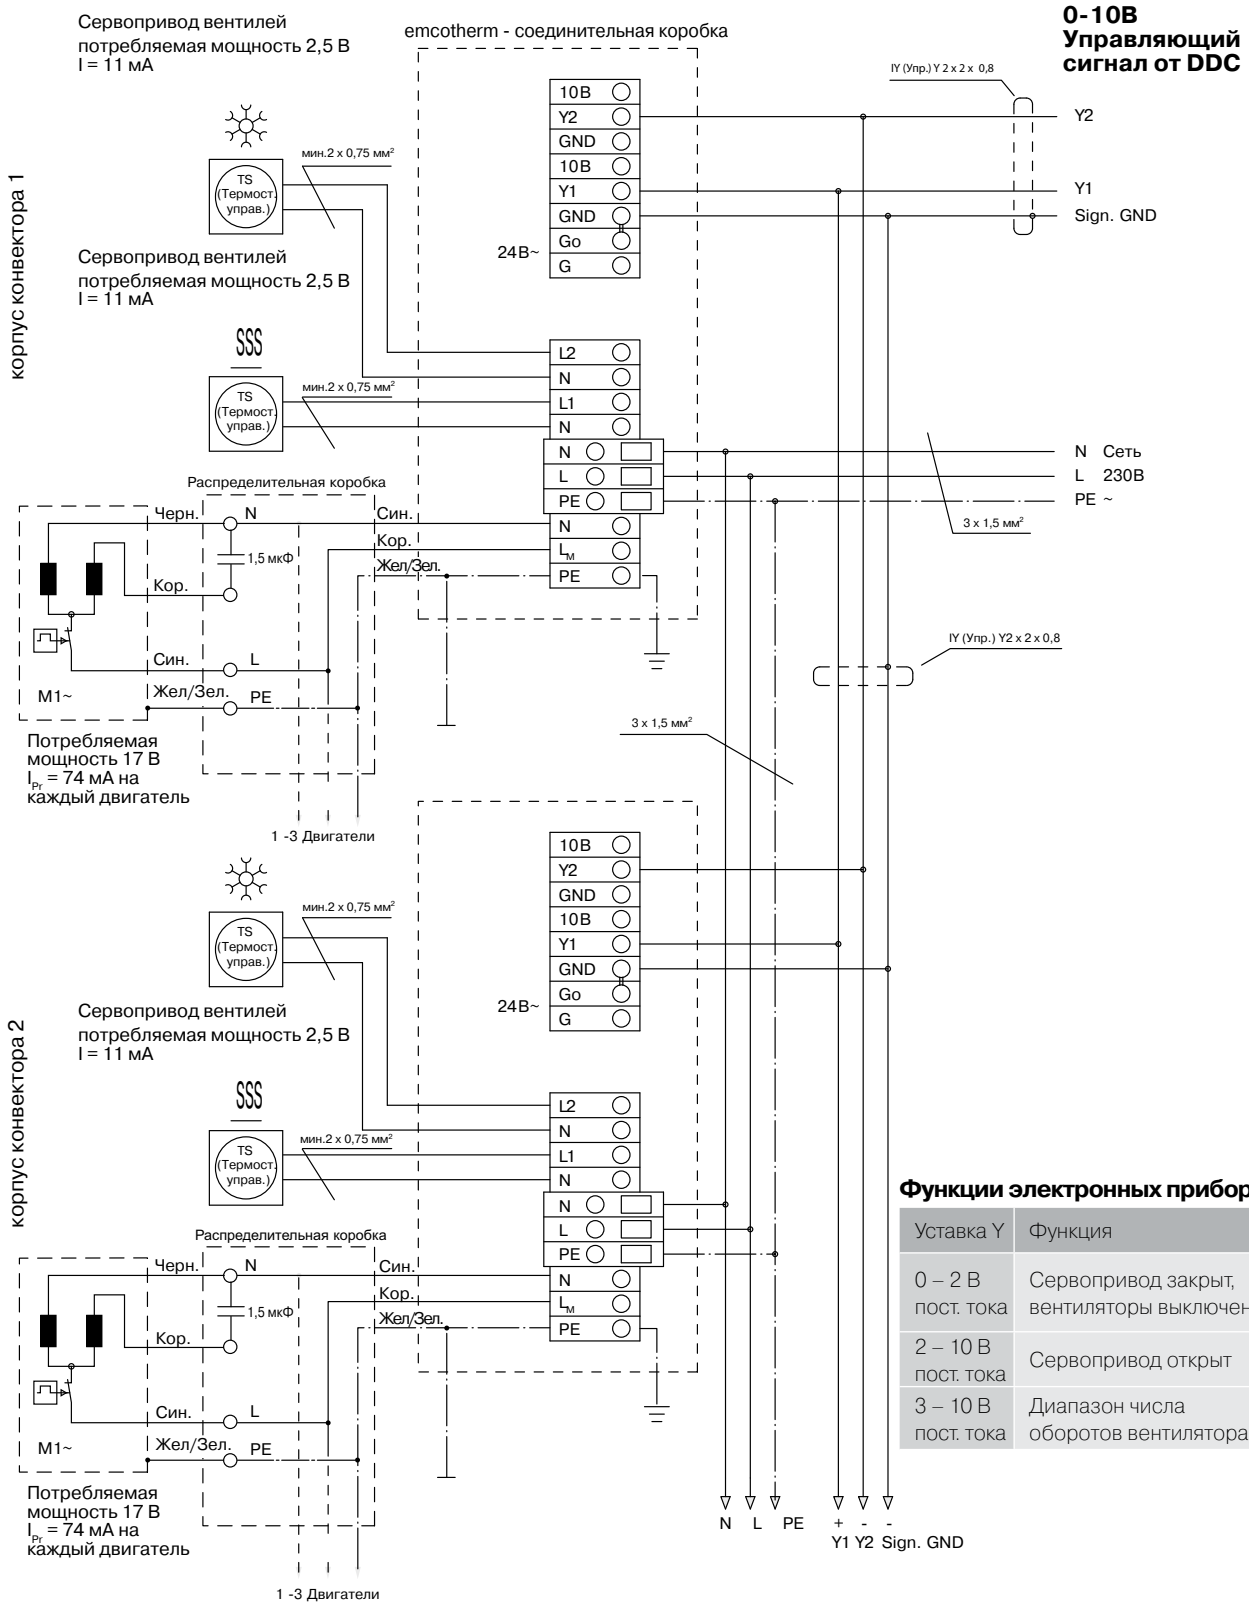 Сервопривод вентилей
потребляемая мощность 2,5 В
I = 11 мА
emcotherm - соединительная коробка
0-10В
Управляющий
сигнал от DDC
IY (Упр.) Y 2 x 2 x 0,8
корпус конвектора 1
мин.2 x 0,75 мм²
TS
(Термост.
управ.)
10В
Y2
GND
10В
Y1
GND
Go
G
24В~
Y2
Y1
Sign. GND
Сервопривод вентилей
потребляемая мощность 2,5 В
I = 11 мА
мин.2 x 0,75 мм²
TS
(Термост.
управ.)
L2
N
L1
N
N
L
PE
N
LM
PE
N Сеть
L 230В
PE ~
3 x 1,5 мм²
Распределительная коробка
Черн.
N
Син.
Кор.
1,5 мкФ
Жел/Зел.
Кор.
Син.
L
Жел/Зел.
PE
M1~
Потребляемая
мощность 17 В
IPr = 74 мА на
каждый двигатель
1 -3 Двигатели
IY (Упр.) Y2 x 2 x 0,8
3 x 1,5 мм²
корпус конвектора 2
мин.2 x 0,75 мм²
TS
(Термост.
управ.)
10В
Y2
GND
10В
Y1
GND
Go
G
24В~
Сервопривод вентилей
потребляемая мощность 2,5 В
I = 11 мА
мин.2 x 0,75 мм²
TS
(Термост.
управ.)
L2
N
L1
N
N
L
PE
N
LM
PE
Распределительная коробка
Черн.
N
Син.
Кор.
1,5 мкФ
Жел/Зел.
Кор.
Син.
L
Жел/Зел.
PE
M1~
Потребляемая
мощность 17 В
IPr = 74 мА на
каждый двигатель
1 -3 Двигатели
Функции электронных прибор
Уставка Y Функция
0 – 2 В
пост. тока
Сервопривод закрыт,
вентиляторы выключен
2 – 10 В
пост. тока
Сервопривод открыт
3 – 10 В
пост. тока
Диапазон числа
оборотов вентилятора
N L PE + - -
Y1 Y2 Sign. GND